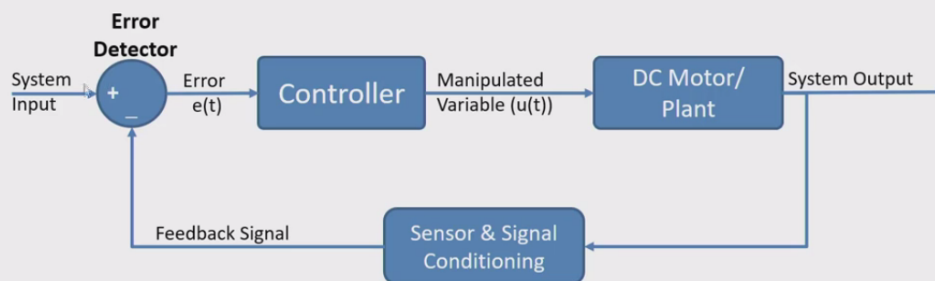 Error
Detector
System
Input
+
_
Error
e(t)
Controller
Manipulated
Variable (u(t))
DC Motor/
Plant
System Output
Feedback Signal
Sensor & Signal
Conditioning